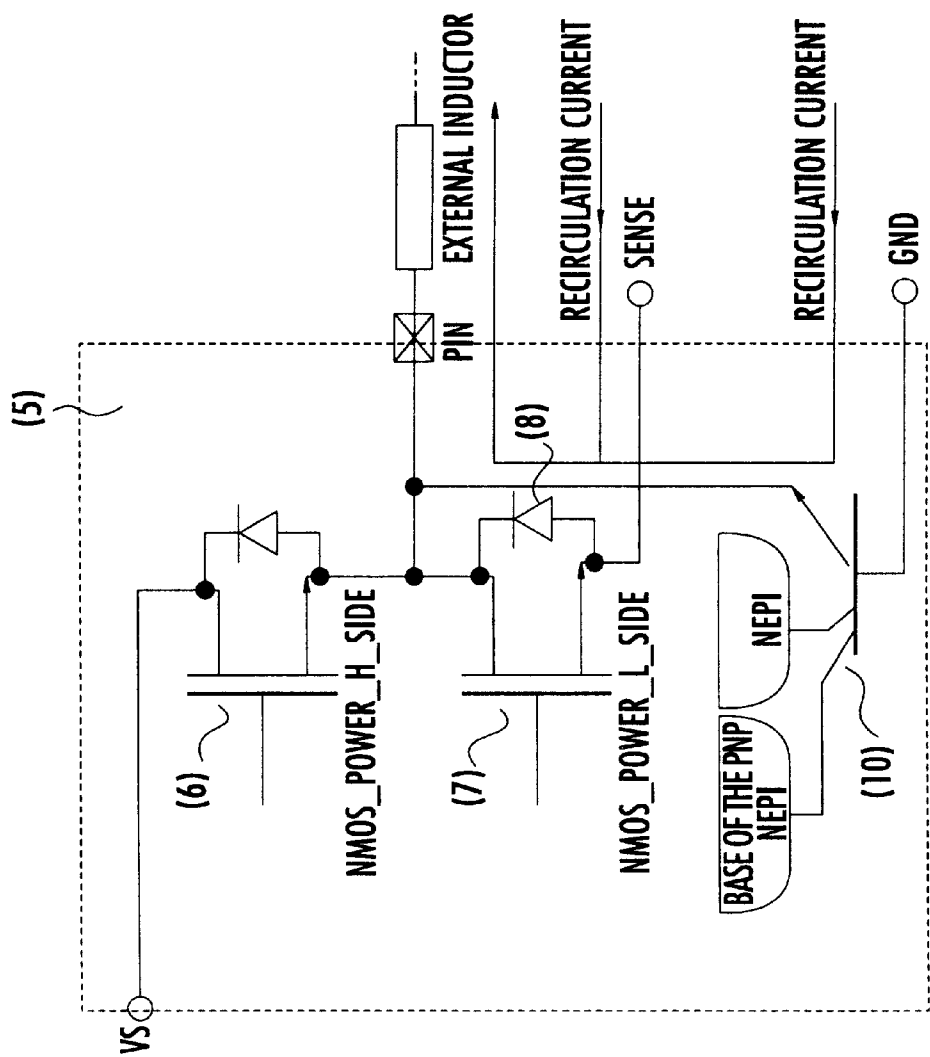 (5)
VS
(6)
NMOS_POWER_H_SIDE
PIN
EXTERNAL INDUCTOR
(7)
NMOS_POWER_L_SIDE
(8)
RECIRCULATION CURRENT
SENSE
BASE OF THE PNP
NEPI
NEPI
(10)
RECIRCULATION CURRENT
GND